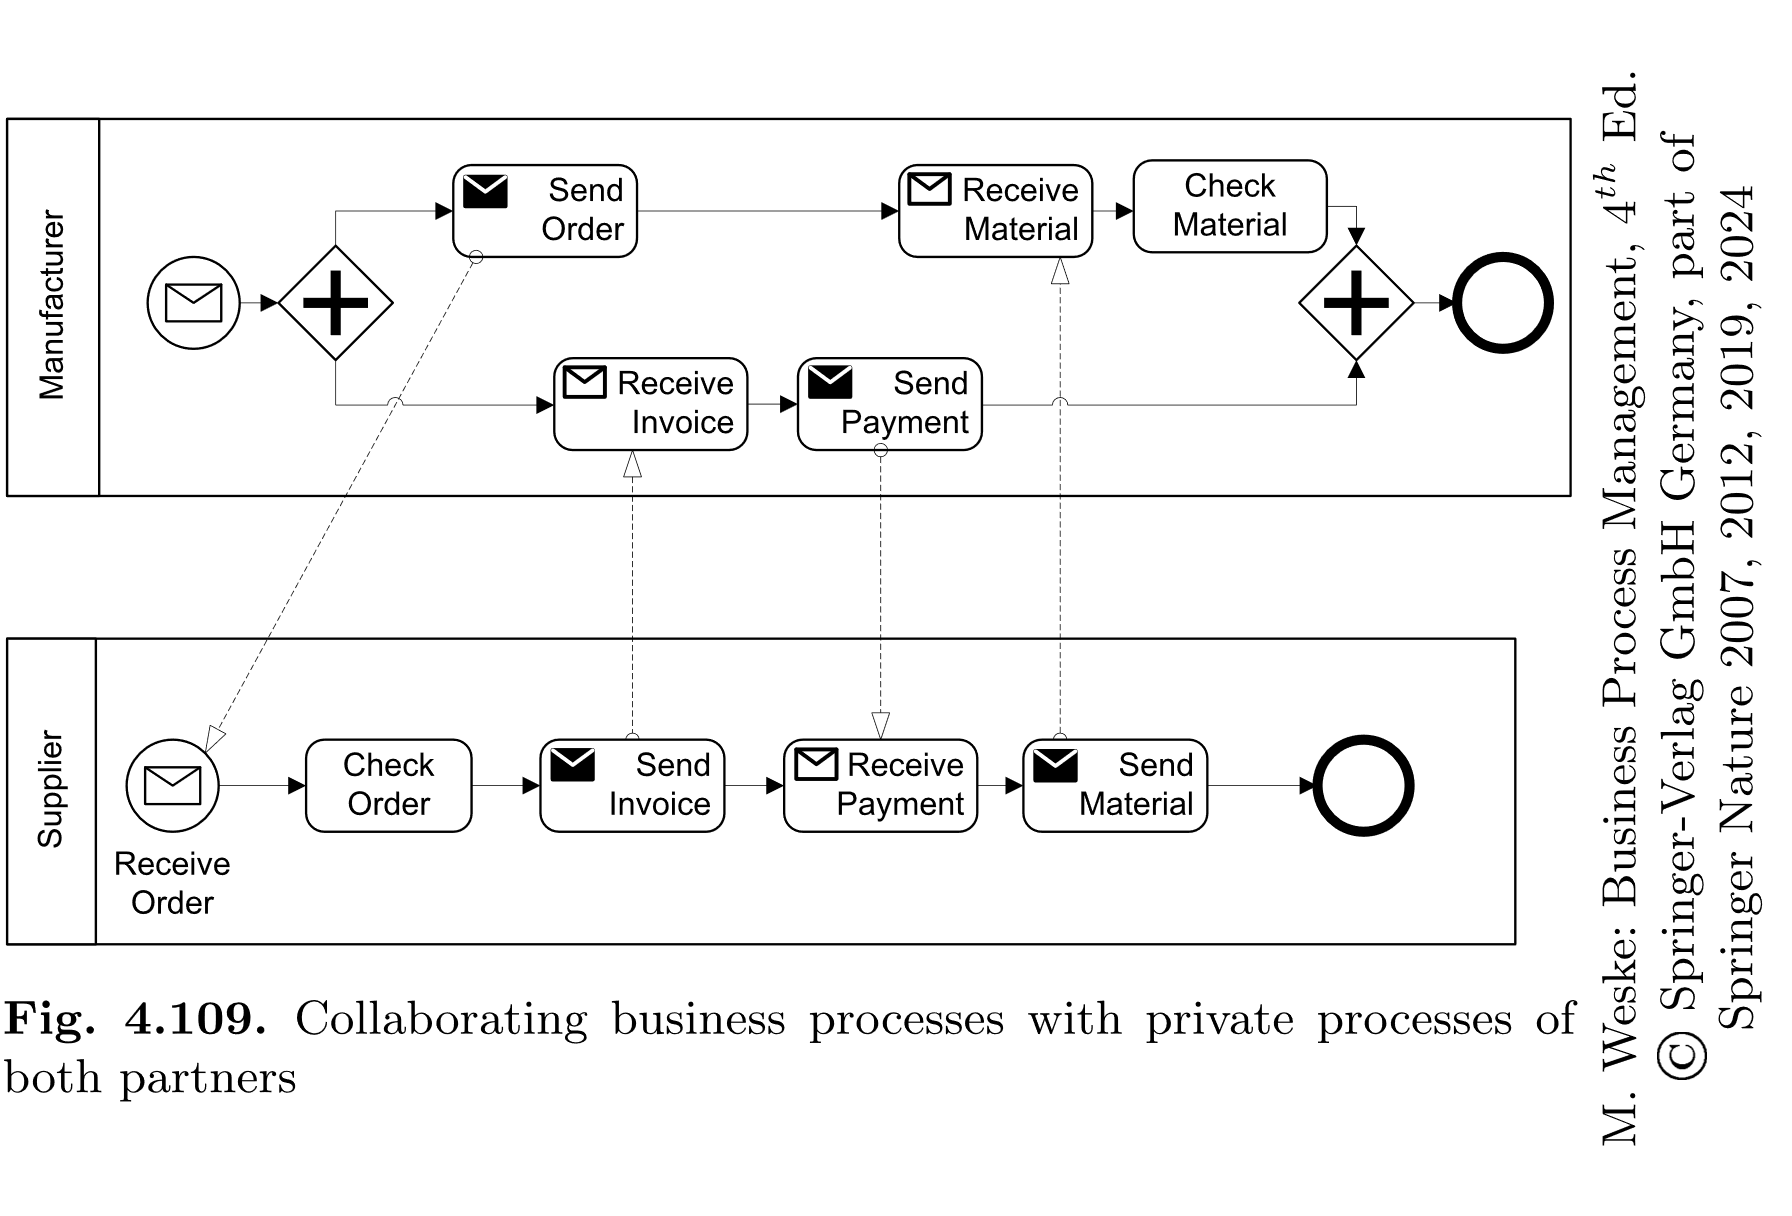 Manufacturer
Send
Order
Receive
Material
Check
Material
Receive
Invoice
Send
Payment
Supplier
Receive
Order
Check
Order
Send
Invoice
Receive
Payment
Send
Material
Fig. 4.109. Collaborating business processes with private processes of
both partners
M. Weske: Business Process Management, 4th Ed.
© Springer-Verlag GmbH Germany, part of
Springer Nature 2007, 2012, 2019, 2024